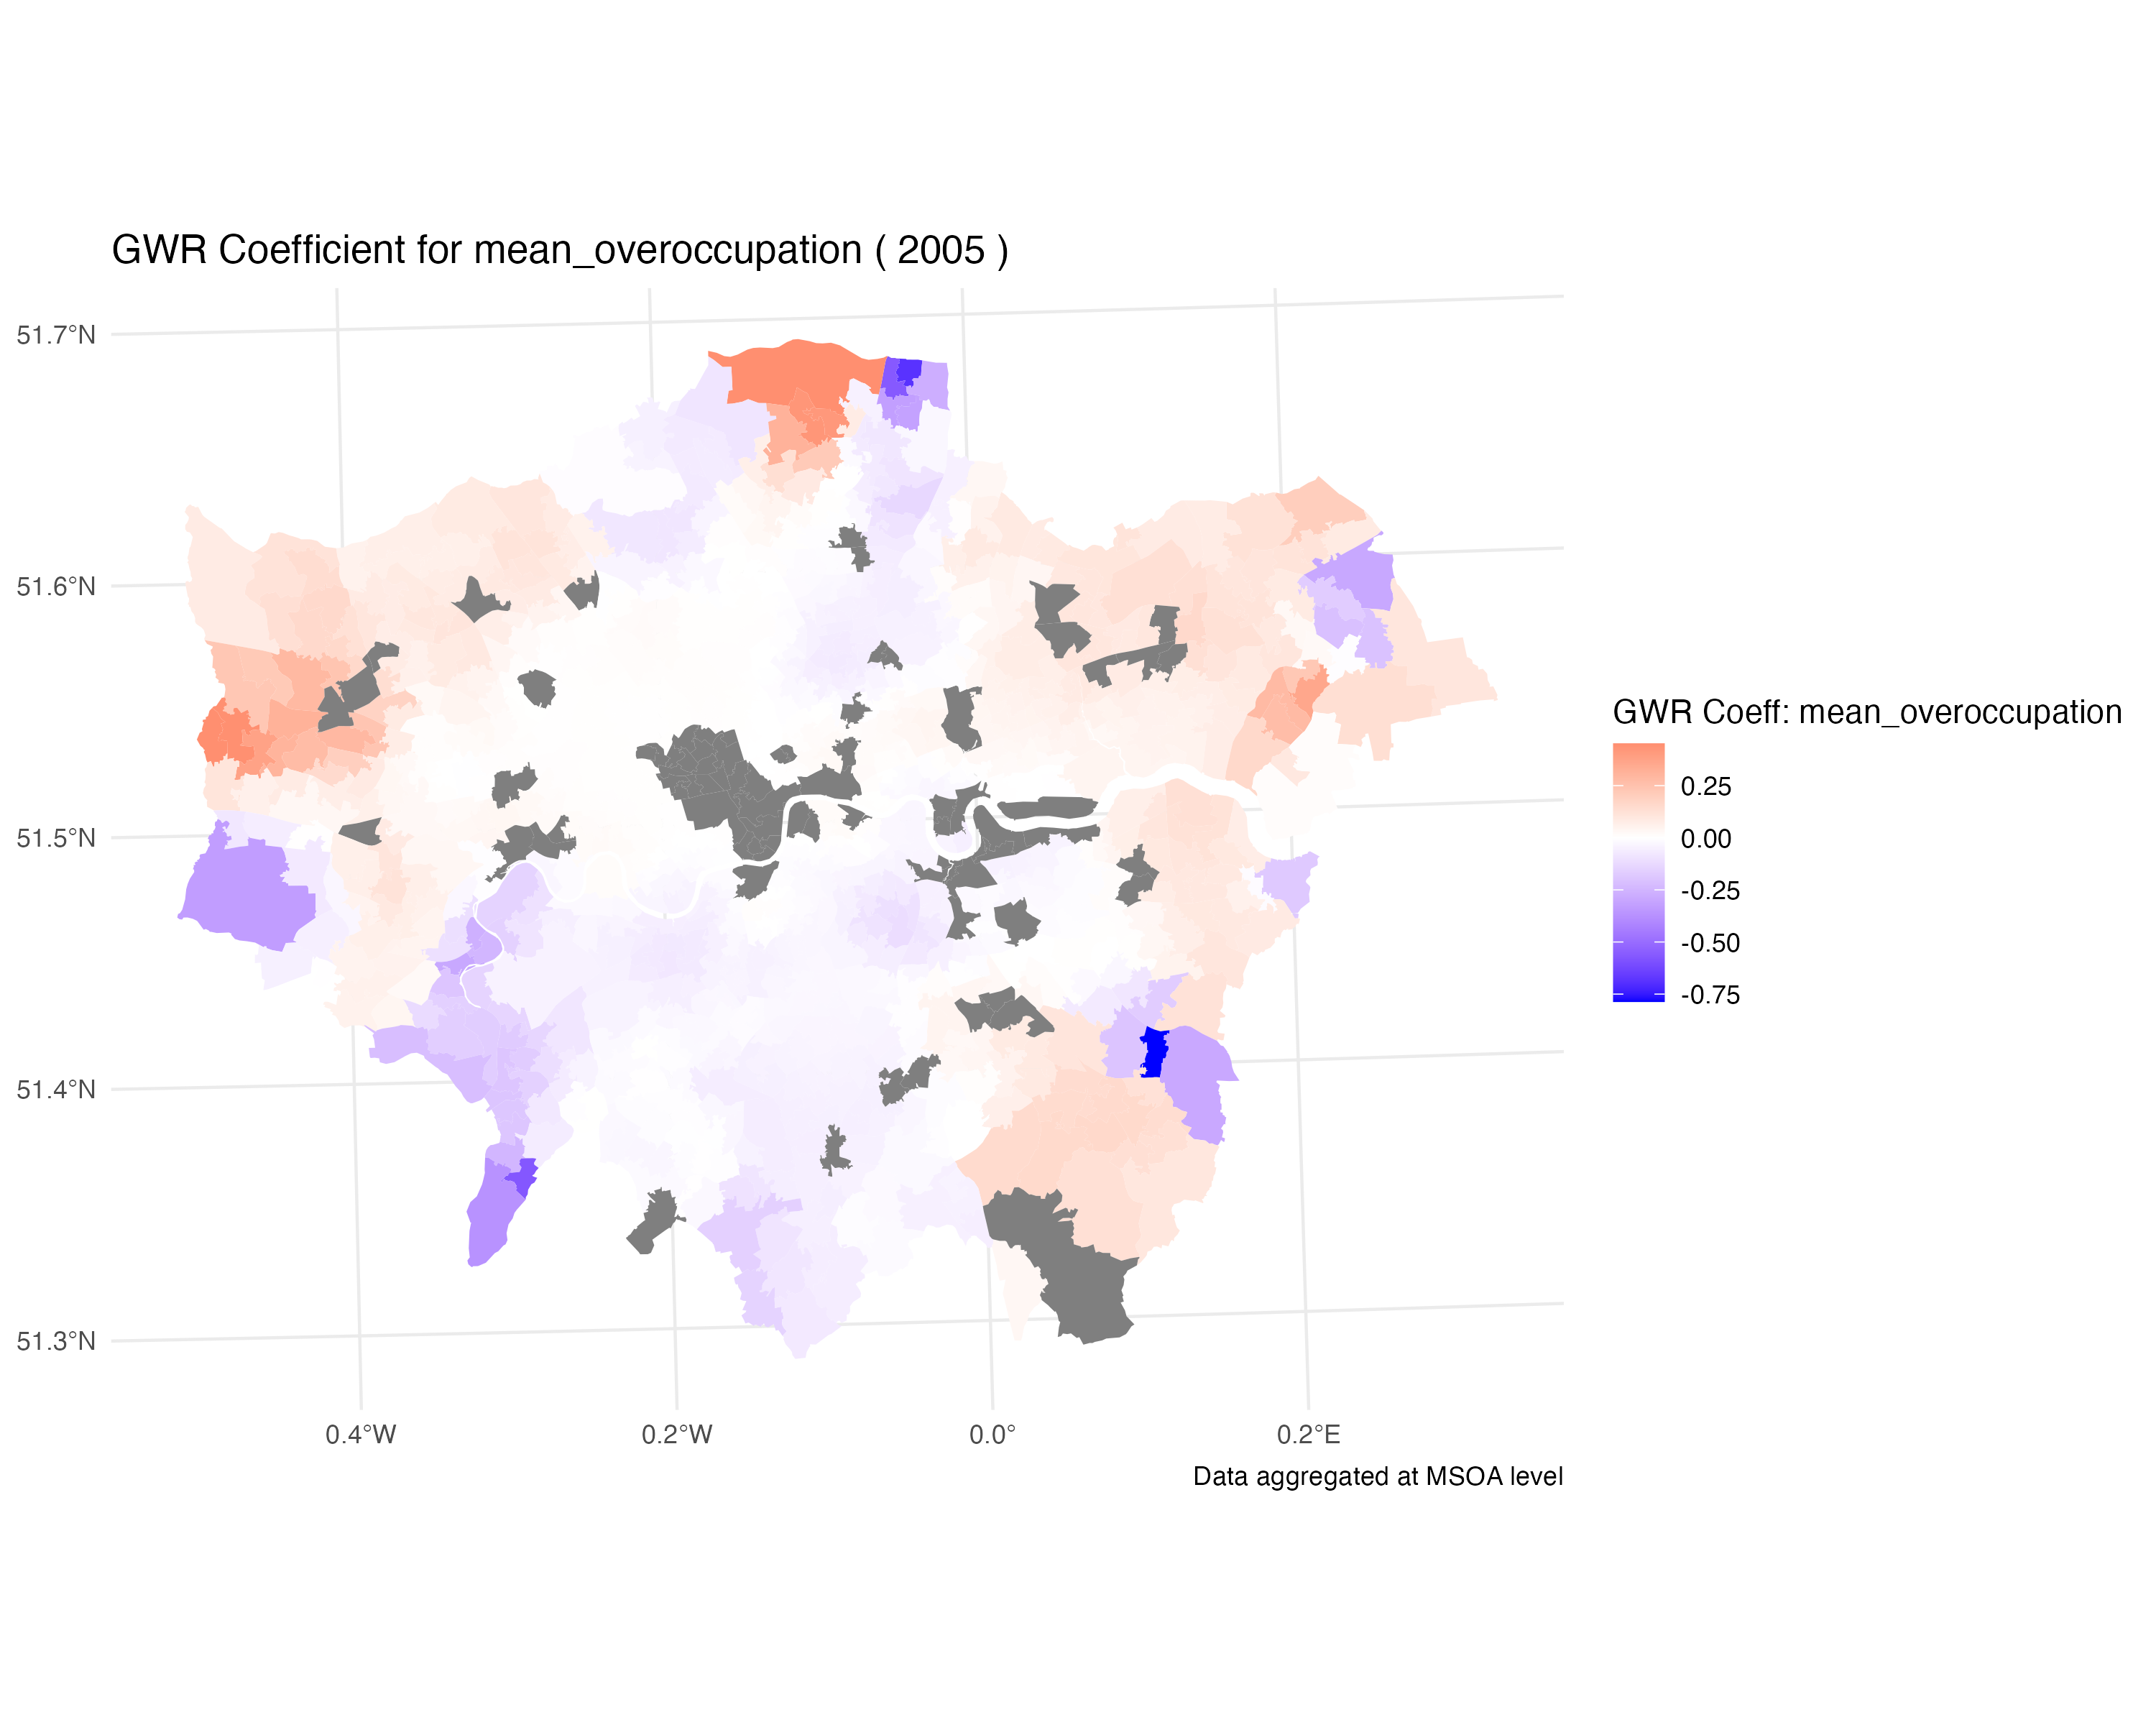 GWR Coefficient for mean_overoccupation ( 2005 )
51.7°N
51.6°N
51.5°N
51.4°N
51.3°N
0.4°W
0.2°W
0.0°
0.2°E
GWR Coeff: mean_overoccupation
0.25
0.00
-0.25
-0.50
-0.75
Data aggregated at MSOA level